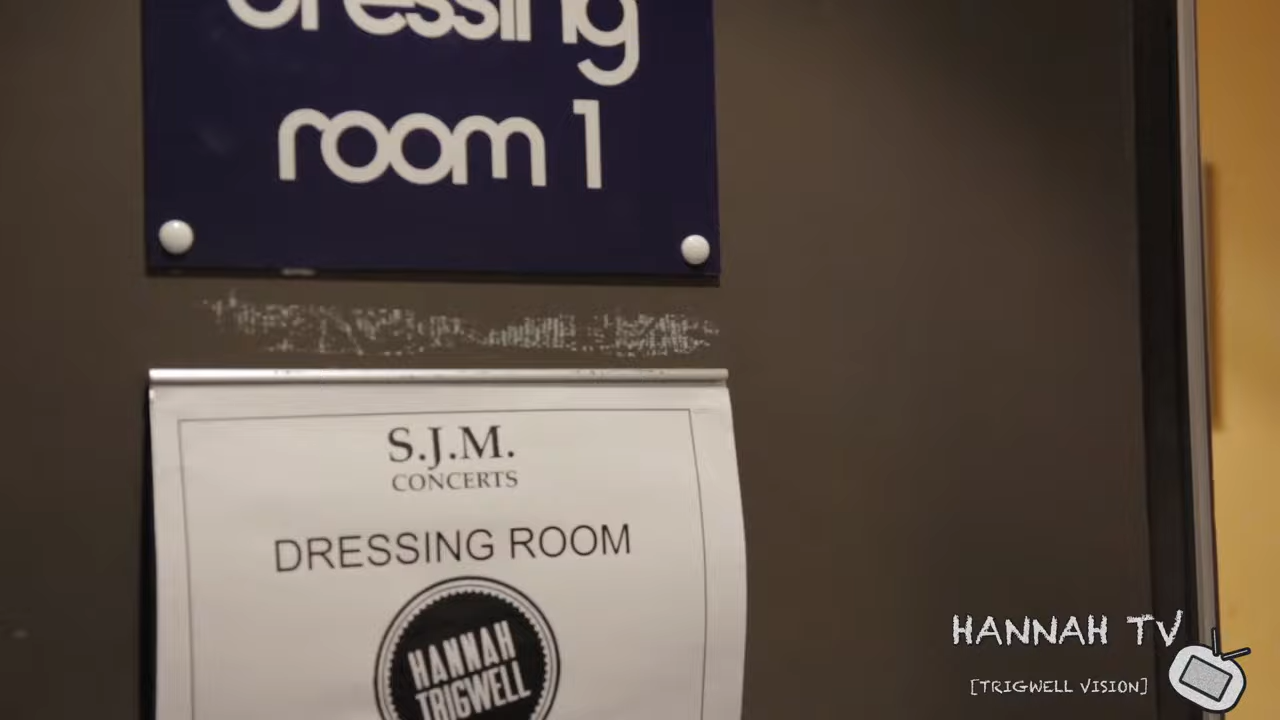 dressing
room 1
S.J.M.
CONCERTS
DRESSING ROOM
HANNAH
TRIGWELL
HANNAH TV
[TRIGWELL VISION]